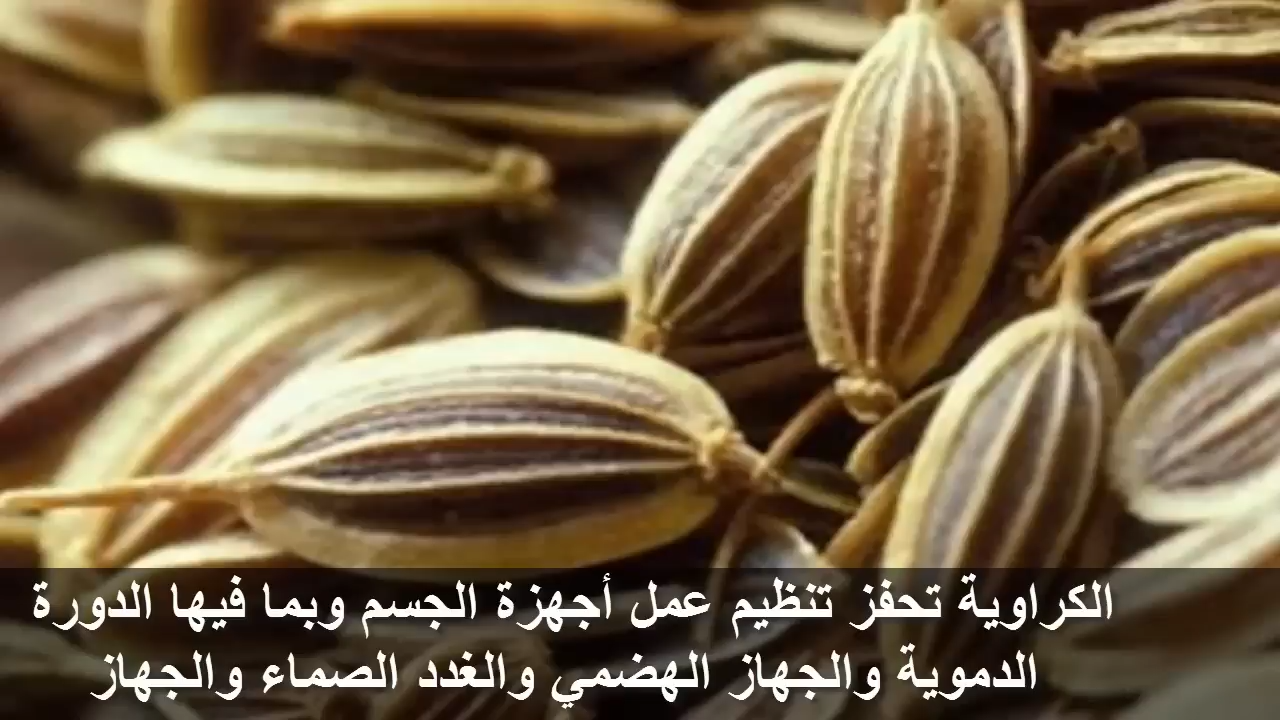 الكراوية تحفز تنظيم عمل أجهزة الجسم وبما فيها الدورة
الدموية والجهاز الهضمي والغدد الصماء والجهاز